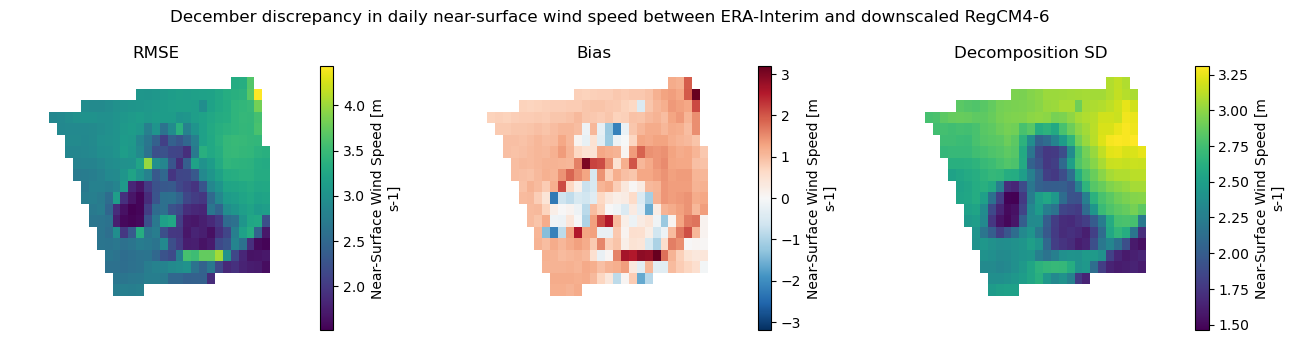 December discrepancy in daily near-surface wind speed between ERA-Interim and downscaled RegCM4-6
RMSE
4.0
3.5
3.0
2.5
2.0
Near-Surface Wind Speed [m
s-1]
Bias
3
2
1
0
−1
−2
−3
Near-Surface Wind Speed [m
s-1]
Decomposition SD
3.25
3.00
2.75
2.50
2.25
2.00
1.75
1.50
Near-Surface Wind Speed [m
s-1]